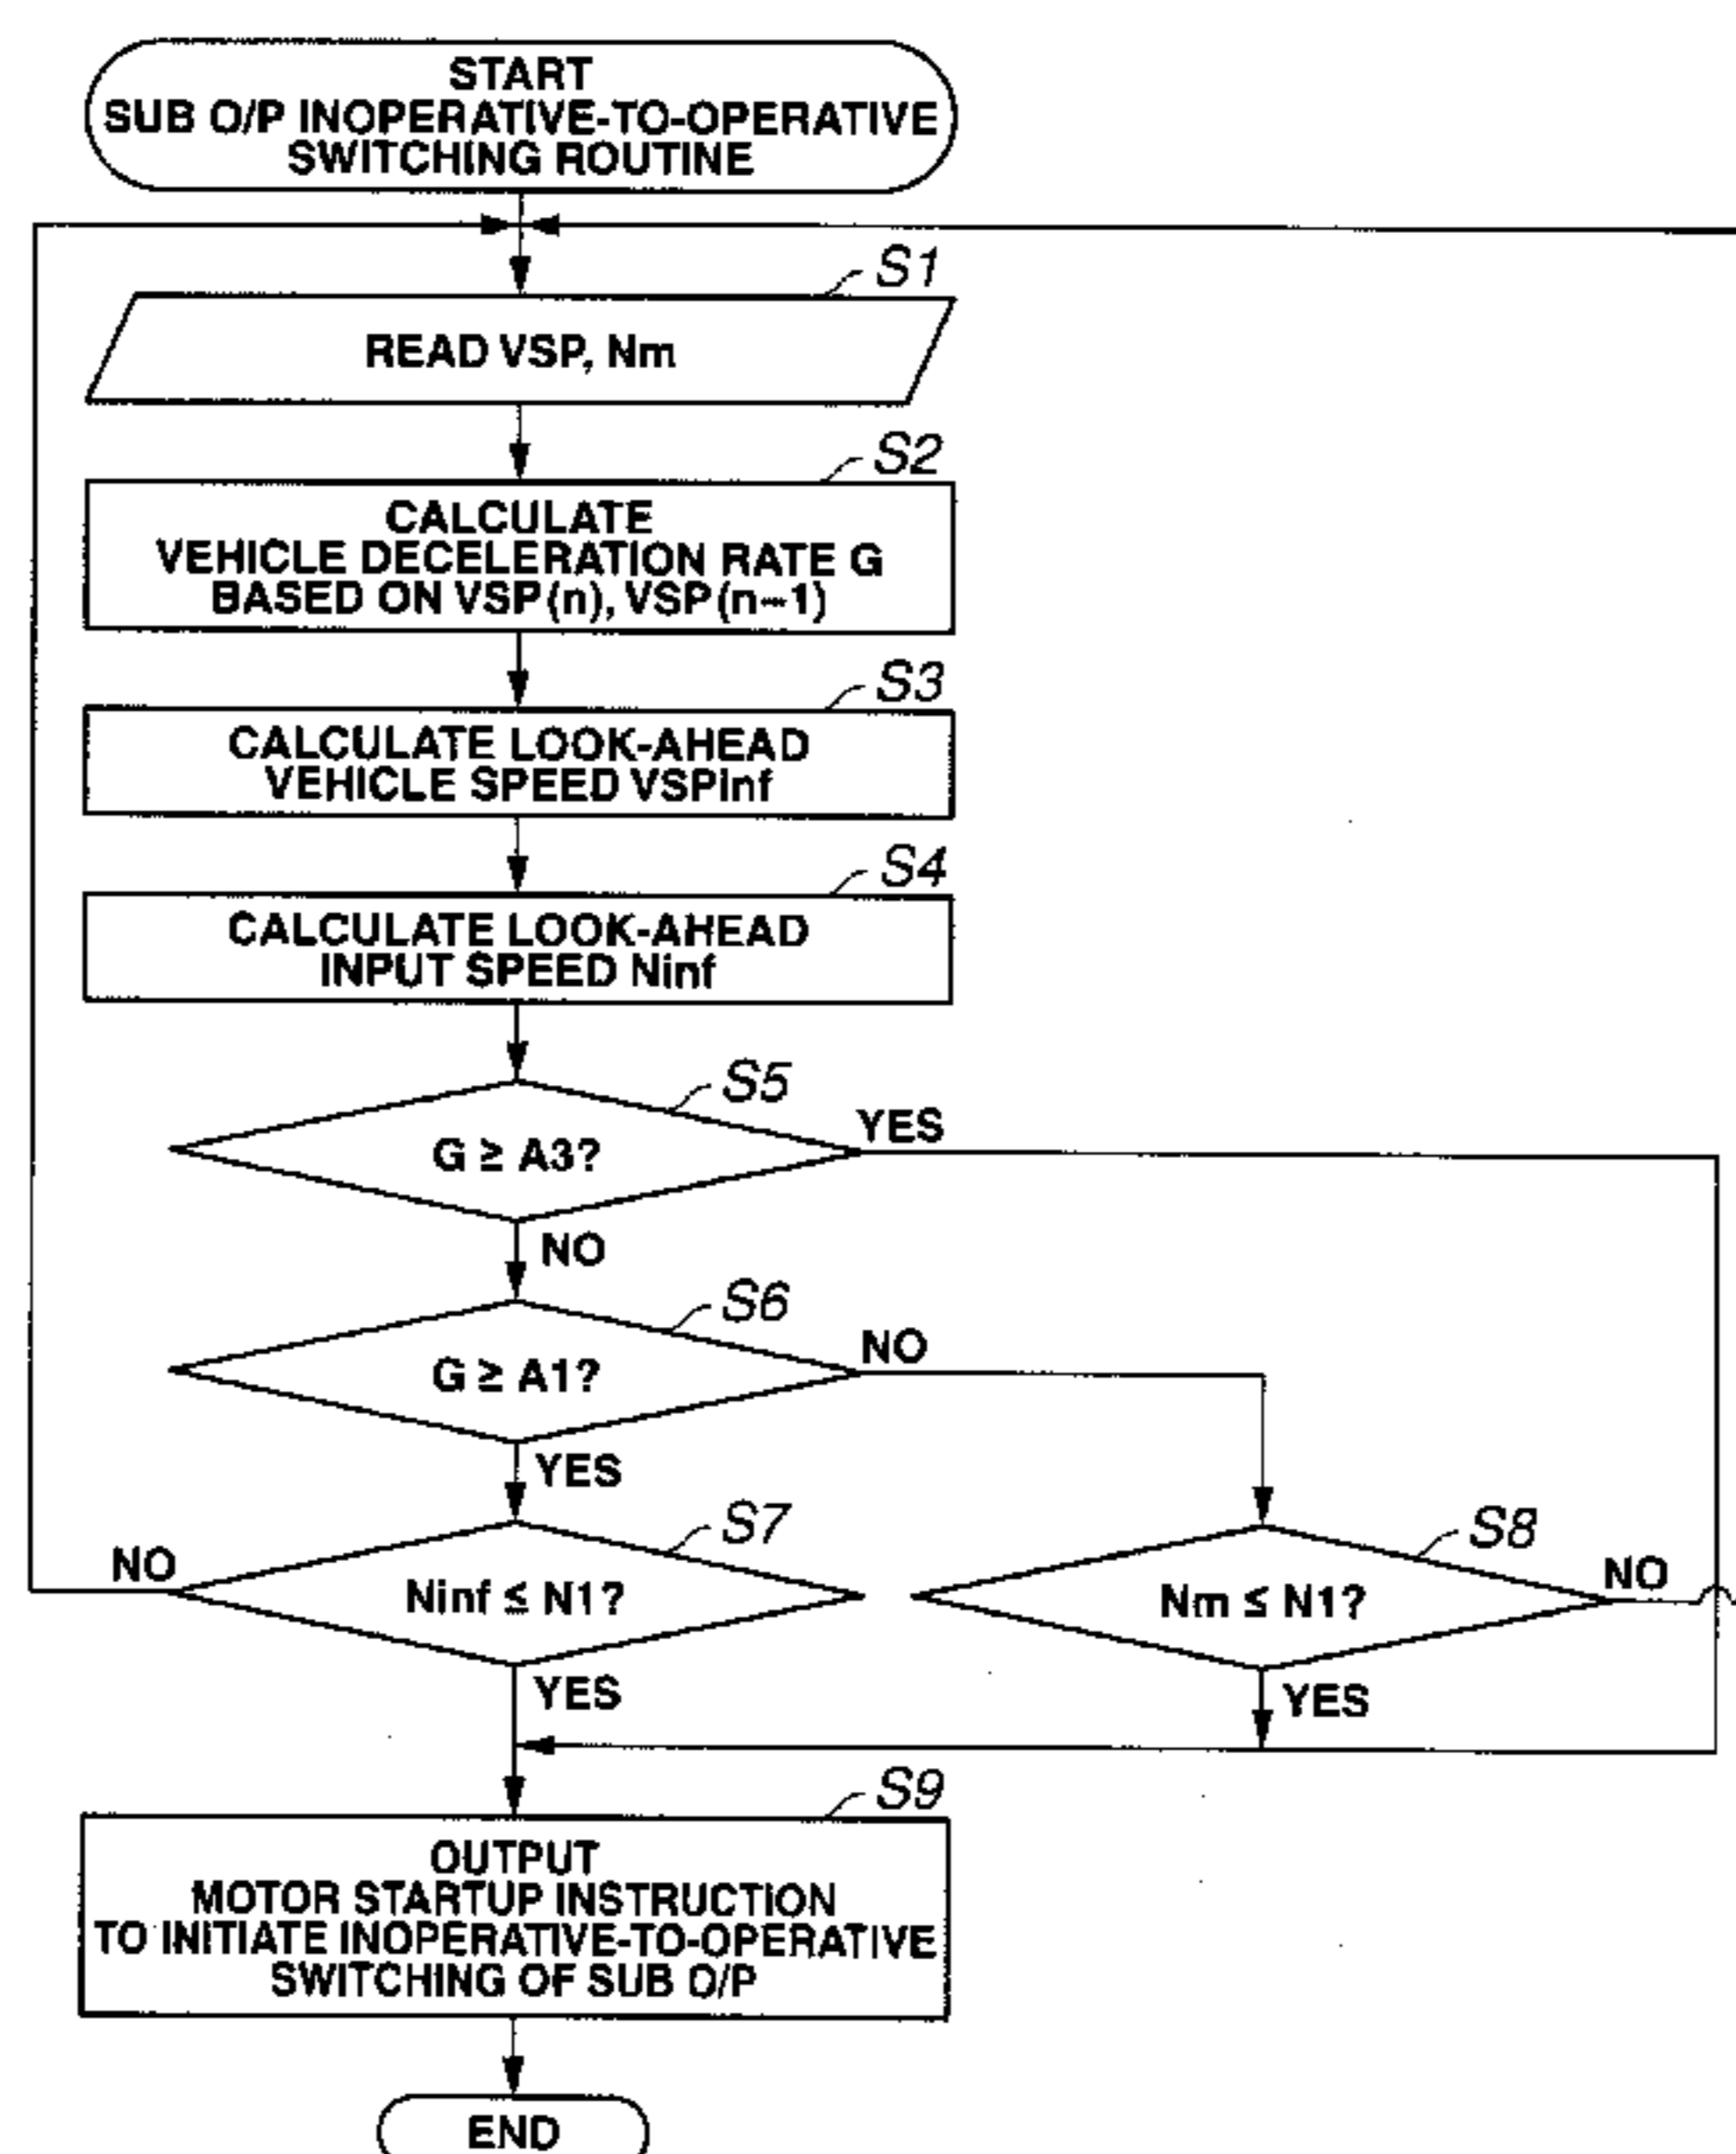 START
SUB O/P INOPERATIVE-TO-OPERATIVE
SWITCHING ROUTINE
S1
READ VSP, Nm
S2
CALCULATE
VEHICLE DECELERATION RATE G
BASED ON VSP(n), VSP(n-1)
S3
CALCULATE LOOK-AHEAD
VEHICLE SPEED VSPinf
S4
CALCULATE LOOK-AHEAD
INPUT SPEED Ninf
S5
G ≥ A3?
YES
NO
S6
G ≥ A1?
NO
YES
S7
NO
Ninf ≤ N1?
YES
S8
Nm ≤ N1?
NO
YES
S9
OUTPUT
MOTOR STARTUP INSTRUCTION
TO INITIATE INOPERATIVE-TO-OPERATIVE
SWITCHING OF SUB O/P
END